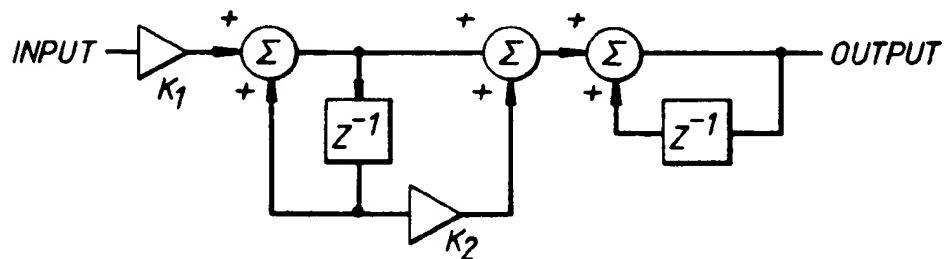 INPUT
K1
+
Σ
+
Z⁻¹
K2
+
Σ
+
+
Σ
+
Z⁻¹
OUTPUT